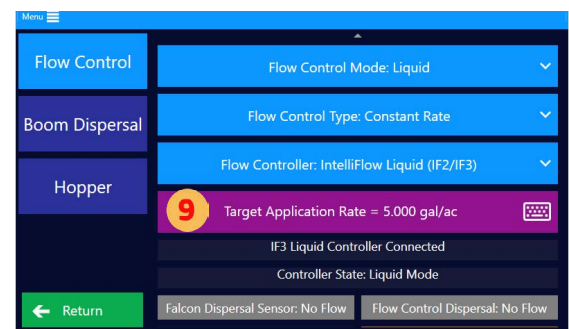 Menu
Flow Control
Boom Dispersal
Hopper
Return
Flow Control Mode: Liquid
Flow Control Type: Constant Rate
Flow Controller: IntelliFlow Liquid (IF2/IF3)
9 Target Application Rate = 5.000 gal/ac
IF3 Liquid Controller Connected
Controller State: Liquid Mode
Falcon Dispersal Sensor: No Flow
Flow Control Dispersal: No Flow